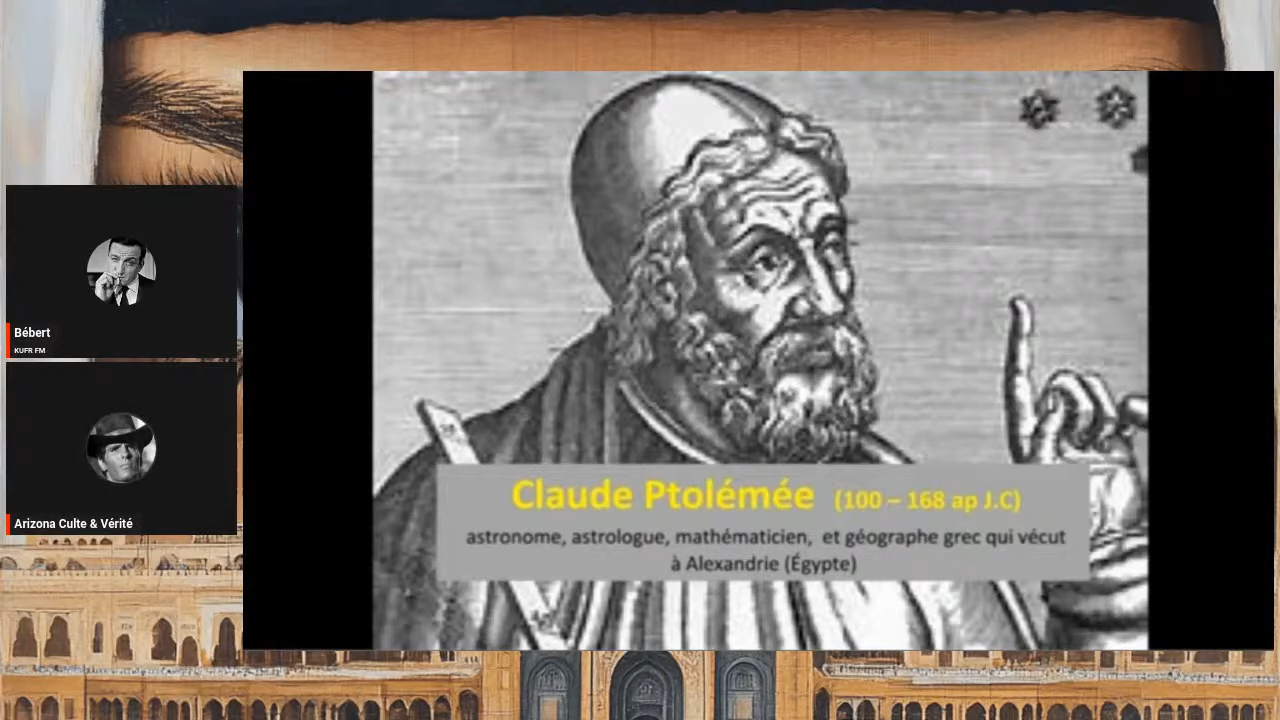 Bébert
KUFR FM
Arizona Culte & Vérité
Claude Ptolémée (100 – 168 ap J.C)
astronome, astrologue, mathématicien, et géographe grec qui vécut
à Alexandrie (Égypte)